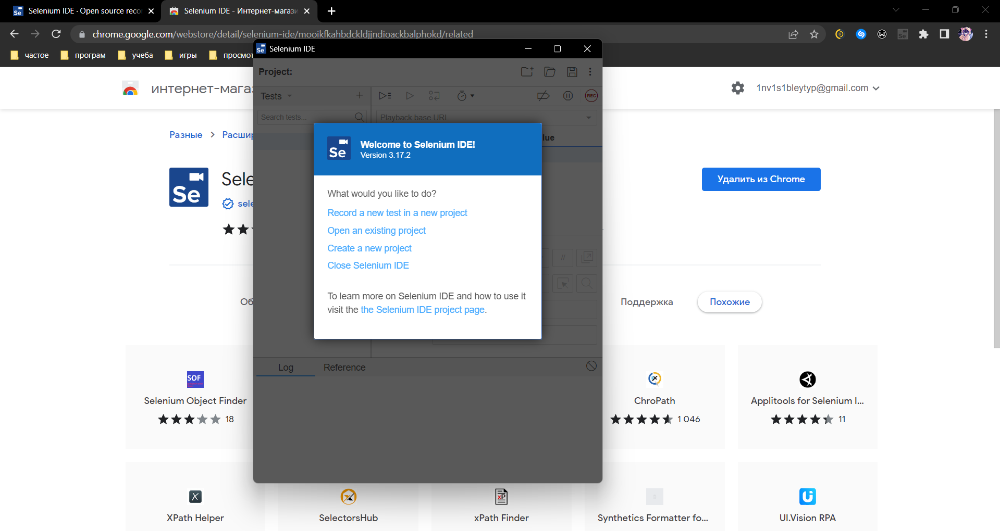 Selenium IDE · Open source reco
Selenium IDE - Интернет-магази
chrome.google.com/webstore/detail/selenium-ide/mooikfkahbdckldjjndioackbalphokd/related
частое
програм
учеба
игры
просмот
Selenium IDE
Project:
интернет-мага
1nv1s1bleytyp@gmail.com
Tests
REC
Search tests...
Playback base URL
Разные
Расшир
lue
Se
Welcome to Selenium IDE!
Version 3.17.2
Se
Sele
Удалить из Chrome
What would you like to do?
sele
Record a new test in a new project
Open an existing project
Create a new project
//
Close Selenium IDE
To learn more on Selenium IDE and how to use it
visit the the Selenium IDE project page.
Об
Поддержка
Похожие
Log
Reference
SOF
Selenium Object Finder
18
ChroPath
1 046
Applitools for Selenium I...
11
xP
XPath Helper
SelectorsHub
xPath Finder
Synthetics Formatter fo...
UI.Vision RPA